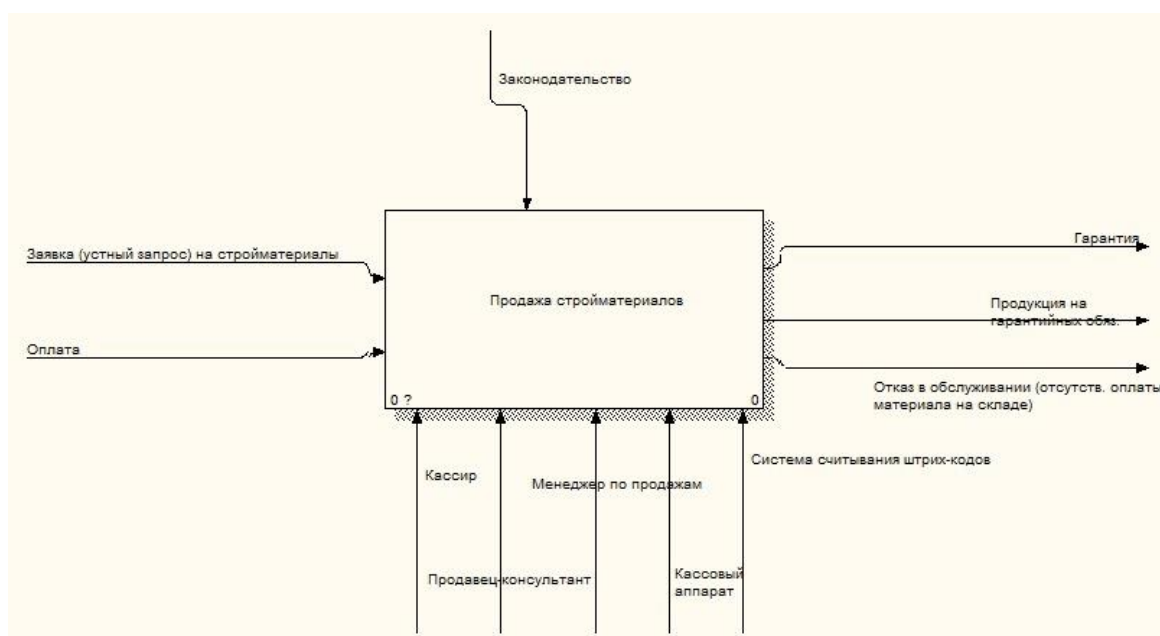 Законодательство
Заявка (устный запрос) на стройматериалы
Гарантия
Продажа стройматериалов
Продукция на
гарантийных обяз.
Оплата
Отказ в обслуживании (отсутств. оплаты
материала на складе)
0 ?
0
Кассир
Менеджер по продажам
Система считывания штрих-кодов
Продавец-консультант
Кассовый
аппарат